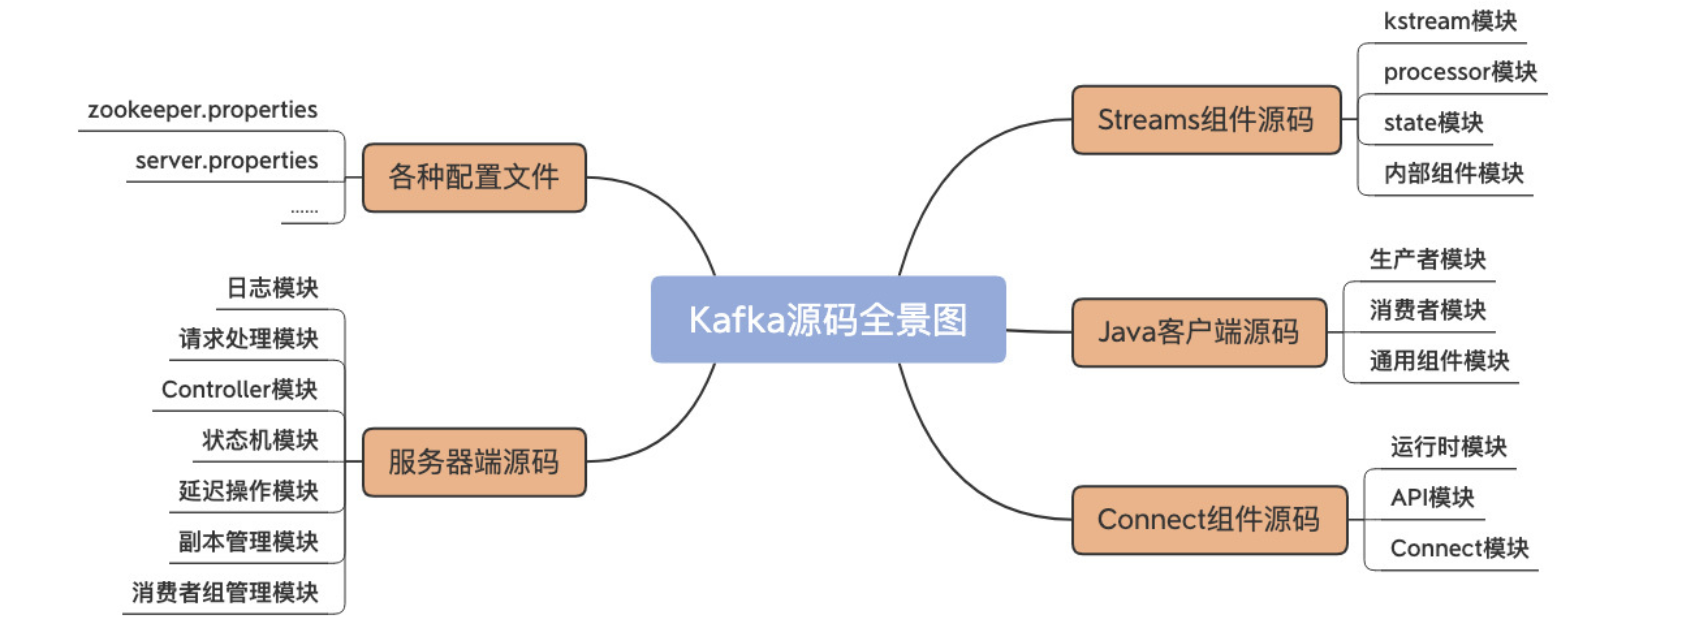 Kafka源码全景图
各种配置文件
zookeeper.properties
server.properties
......
服务器端源码
日志模块
请求处理模块
Controller模块
状态机模块
延迟操作模块
副本管理模块
消费者组管理模块
Streams组件源码
kstream模块
processor模块
state模块
内部组件模块
Java客户端源码
生产者模块
消费者模块
通用组件模块
Connect组件源码
运行时模块
API模块
Connect模块